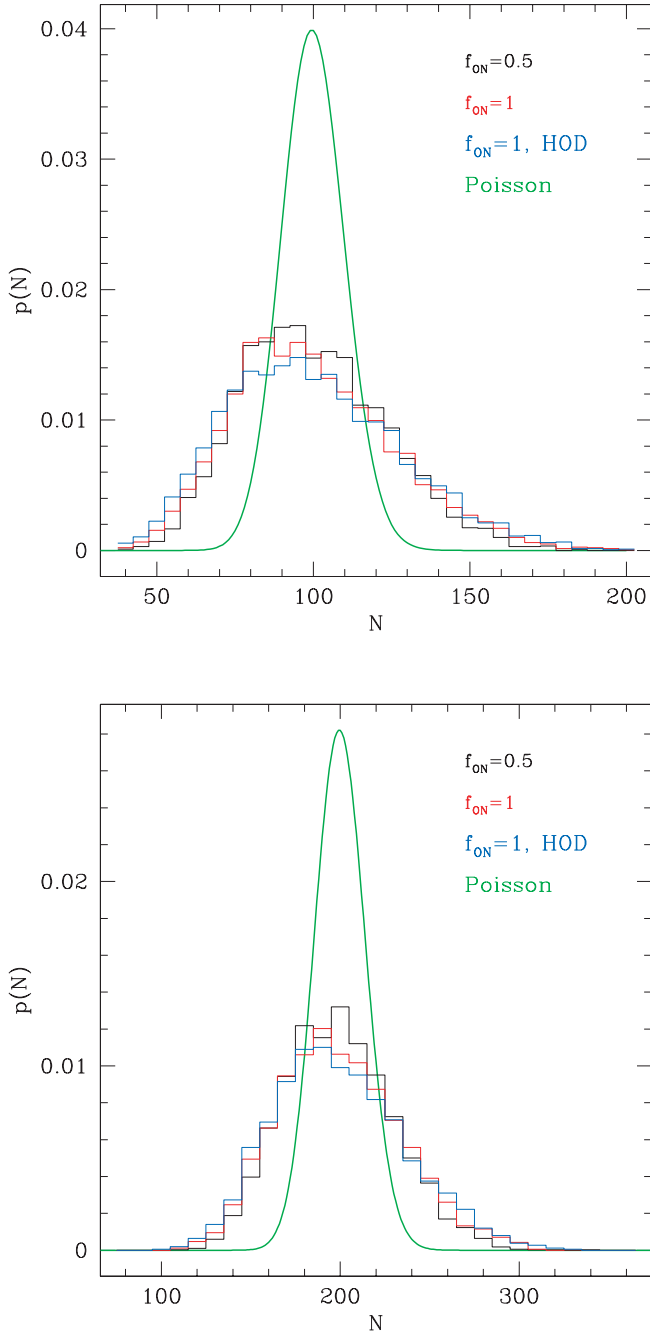 0.04
f_ON=0.5
f_ON=1
f_ON=1, HOD
Poisson
0.03
p(N)
0.02
0.01
0
50 100 150 200
N
f_ON=0.5
f_ON=1
f_ON=1, HOD
Poisson
0.02
p(N)
0.01
0
100 200 300
N